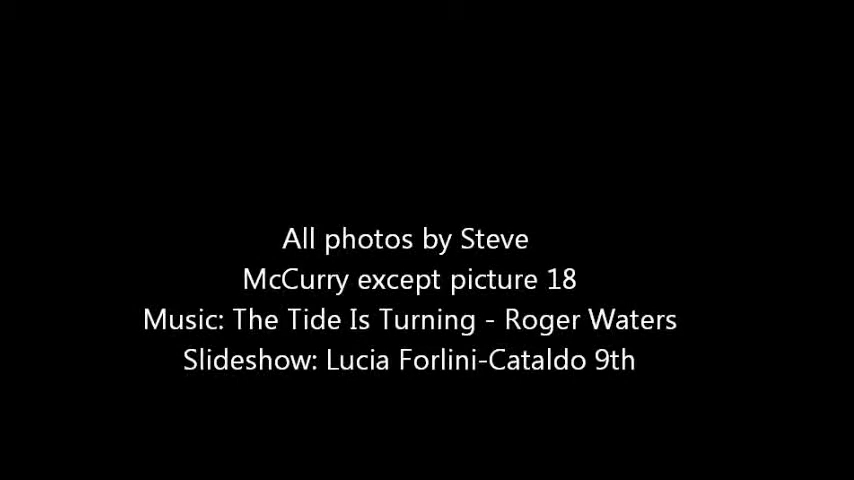 All photos by Steve
McCurry except picture 18
Music: The Tide Is Turning - Roger Waters
Slideshow: Lucia Forlini-Cataldo 9th